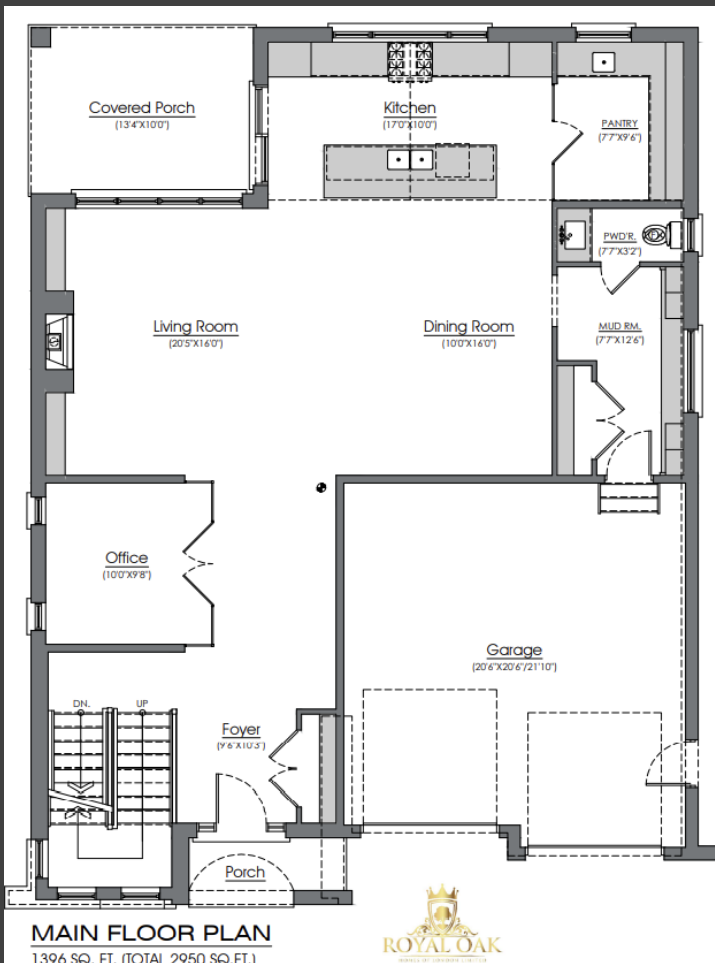 Covered Porch
(13'4"X10'0")
Kitchen
(17'0"X10'0")
PANTRY
(7'7"X9'6")
PWD'R.
(7'7"X3'2")
Living Room
(20'5"X16'0")
Dining Room
(10'0"X16'0")
MUD RM.
(7'7"X12'6")
Office
(10'0"X9'8")
Garage
(20'6"X20'6"/21'10")
DN.
UP
Foyer
(9'6"X10'3")
Porch
MAIN FLOOR PLAN
1396 SQ. FT. (TOTAL 2950 SQ.FT.)
ROYAL OAK